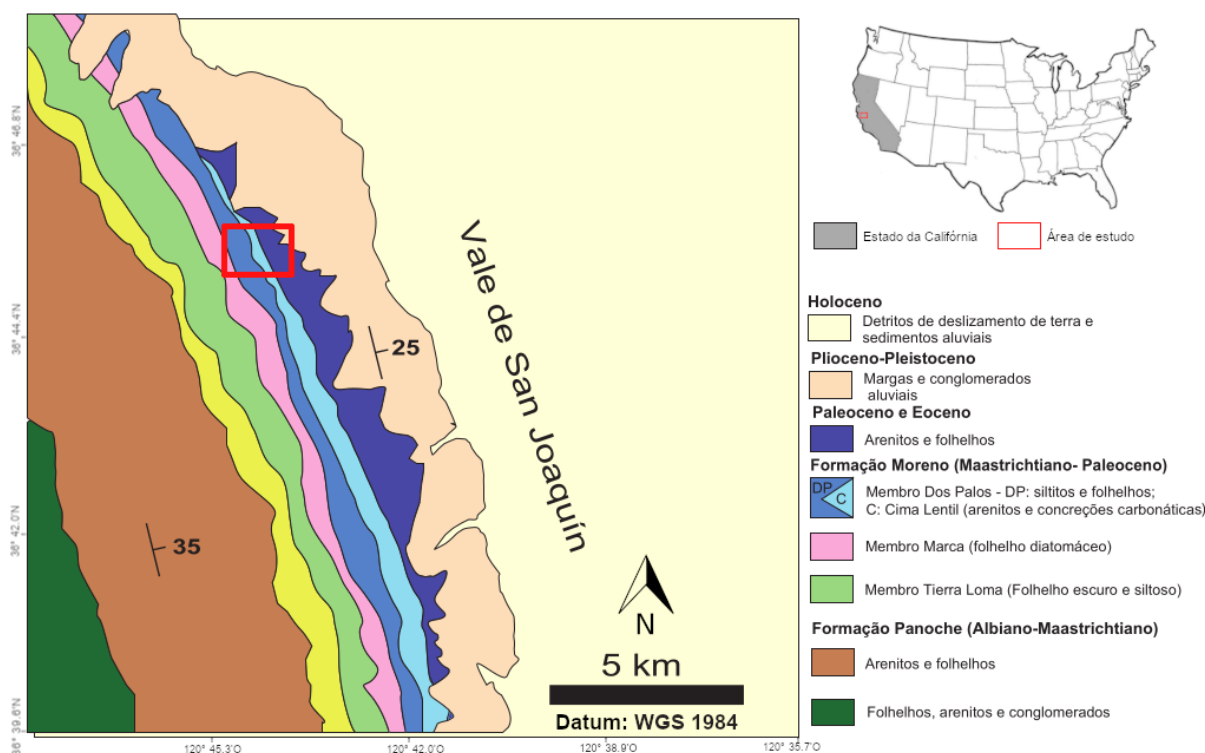 36° 46.8'N
36° 44.4'N
36° 42.0'N
36° 39.6'N
120° 45.3'O
120° 42.0'O
120° 38.9'O
120° 35.7'O
25
35
Vale de San Joaquín
N
5 km
Datum: WGS 1984
Estado da Califórnia
Área de estudo
Holoceno
Detritos de deslizamento de terra e
sedimentos aluviais
Plioceno-Pleistoceno
Margas e conglomerados
aluviais
Paleoceno e Eoceno
Arenitos e folhelhos
Formação Moreno (Maastrichtiano- Paleoceno)
DP
C
Membro Dos Palos - DP: siltitos e folhelhos;
C: Cima Lentil (arenitos e concreções carbonáticas)
Membro Marca (folhelho diatomáceo)
Membro Tierra Loma (Folhelho escuro e siltoso)
Formação Panoche (Albiano-Maastrichtiano)
Arenitos e folhelhos
Folhelhos, arenitos e conglomerados